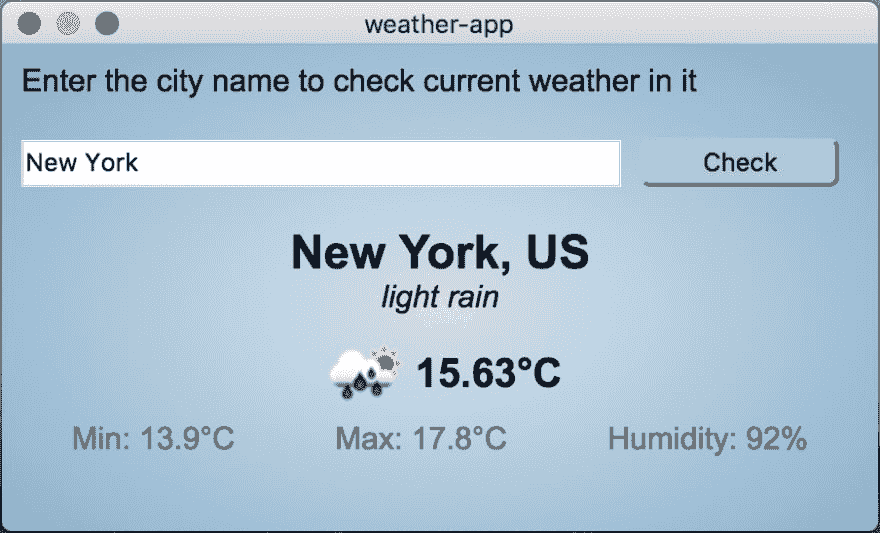 weather-app
Enter the city name to check current weather in it
New York
Check
New York, US
light rain
15.63°C
Min: 13.9°C
Max: 17.8°C
Humidity: 92%